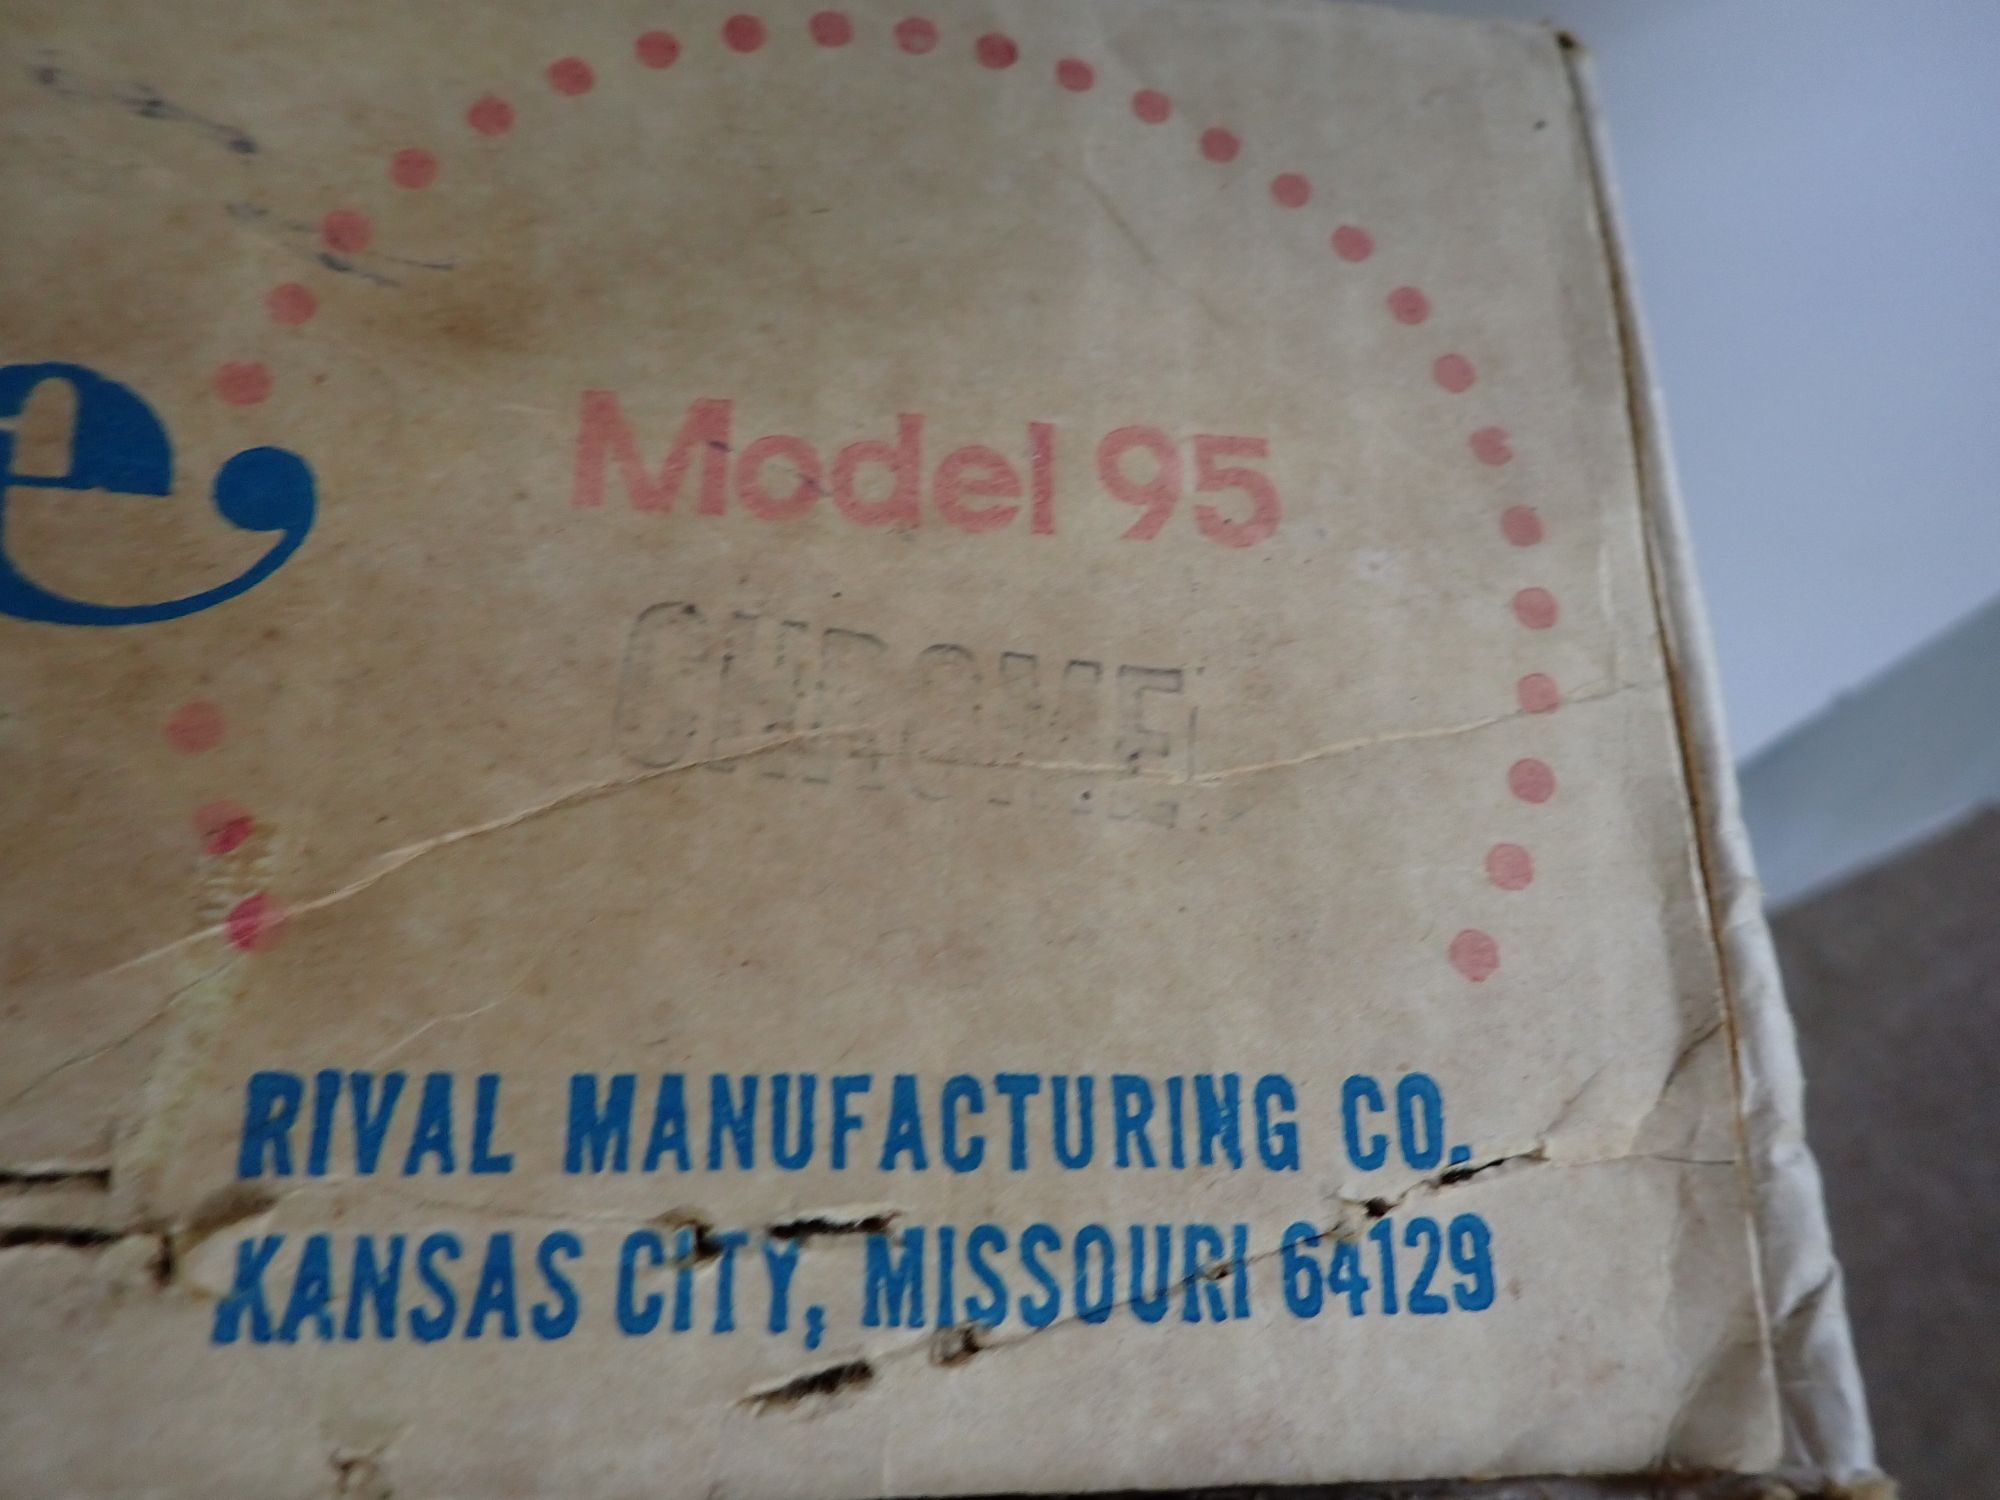 e
Model 95
CHROME
RIVAL MANUFACTURING CO.
KANSAS CITY, MISSOURI 64129